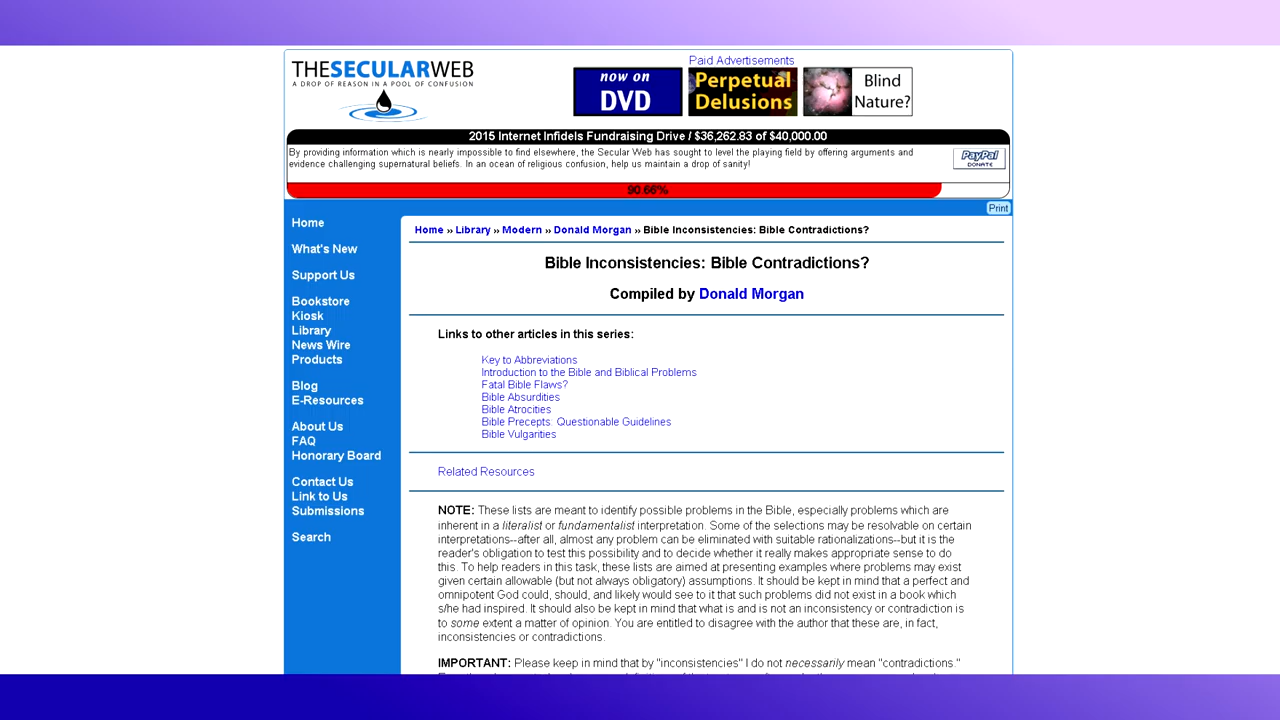 THESECULARWEB
A DROP OF REASON IN A POOL OF CONFUSION
Paid Advertisements
now on
DVD
Perpetual
Delusions
Blind
Nature?
2015 Internet Infidels Fundraising Drive / $36,262.83 of $40,000.00
By providing information which is nearly impossible to find elsewhere, the Secular Web has sought to level the playing field by offering arguments and
evidence challenging supernatural beliefs. In an ocean of religious confusion, help us maintain a drop of sanity!
PayPal
DONATE
90.66%
Print
Home
What's New
Support Us
Bookstore
Kiosk
Library
News Wire
Products
Blog
E-Resources
About Us
FAQ
Honorary Board
Contact Us
Link to Us
Submissions
Search
Home » Library » Modern » Donald Morgan » Bible Inconsistencies: Bible Contradictions?
Bible Inconsistencies: Bible Contradictions?
Compiled by Donald Morgan
Links to other articles in this series:
Key to Abbreviations
Introduction to the Bible and Biblical Problems
Fatal Bible Flaws?
Bible Absurdities
Bible Atrocities
Bible Precepts: Questionable Guidelines
Bible Vulgarities
Related Resources
NOTE: These lists are meant to identify possible problems in the Bible, especially problems which are
inherent in a literalist or fundamentalist interpretation. Some of the selections may be resolvable on certain
interpretations--after all, almost any problem can be eliminated with suitable rationalizations--but it is the
reader's obligation to test this possibility and to decide whether it really makes appropriate sense to do
this. To help readers in this task, these lists are aimed at presenting examples where problems may exist
given certain allowable (but not always obligatory) assumptions. It should be kept in mind that a perfect and
omnipotent God could, should, and likely would see to it that such problems did not exist in a book which
s/he had inspired. It should also be kept in mind that what is and is not an inconsistency or contradiction is
to some extent a matter of opinion. You are entitled to disagree with the author that these are, in fact,
inconsistencies or contradictions.
IMPORTANT: Please keep in mind that by "inconsistencies" I do not necessarily mean "contradictions."